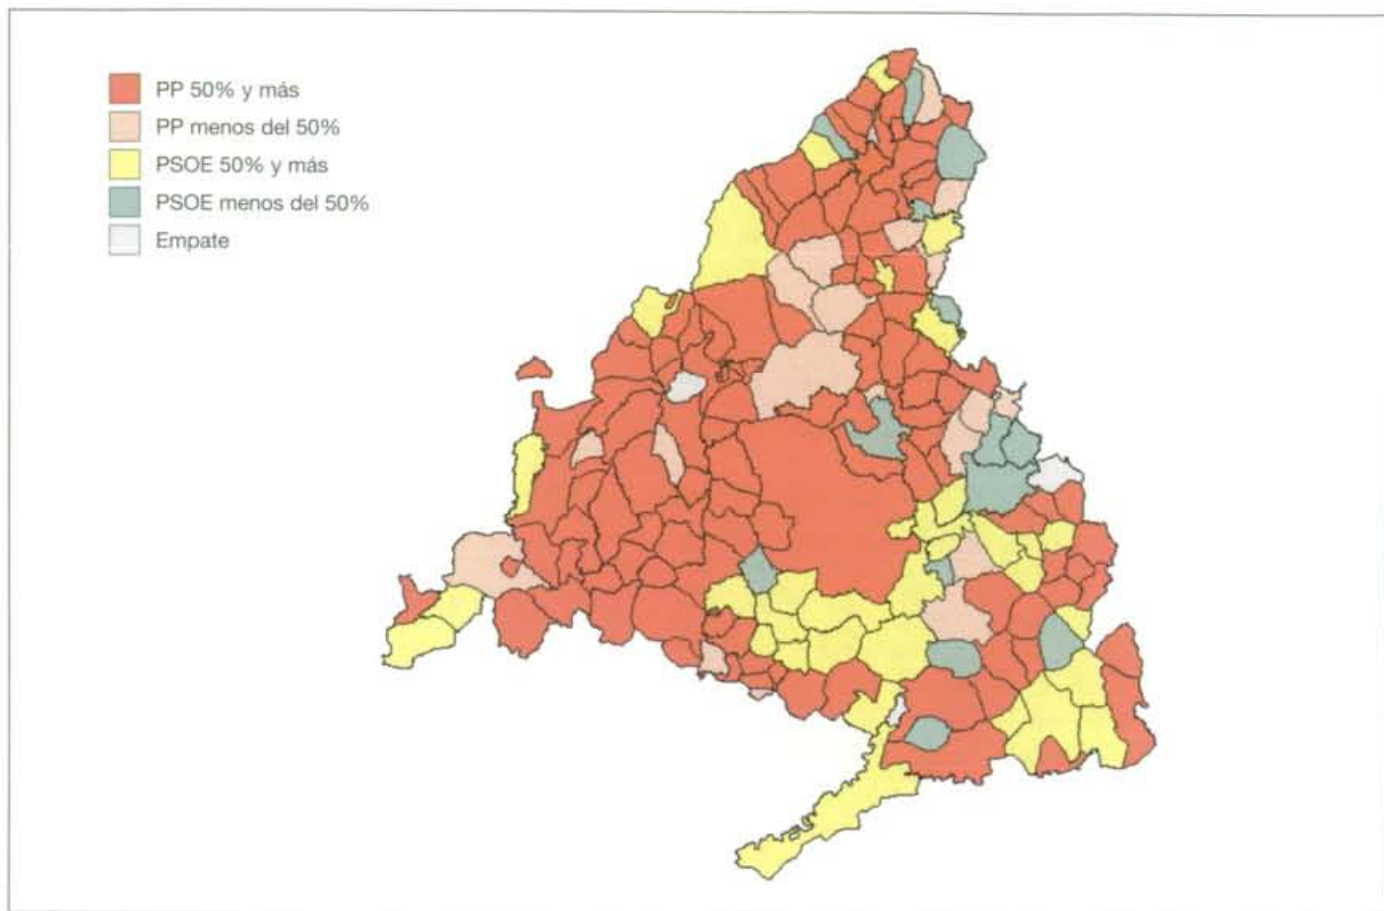 PP 50% y más
PP menos del 50%
PSOE 50% y más
PSOE menos del 50%
Empate